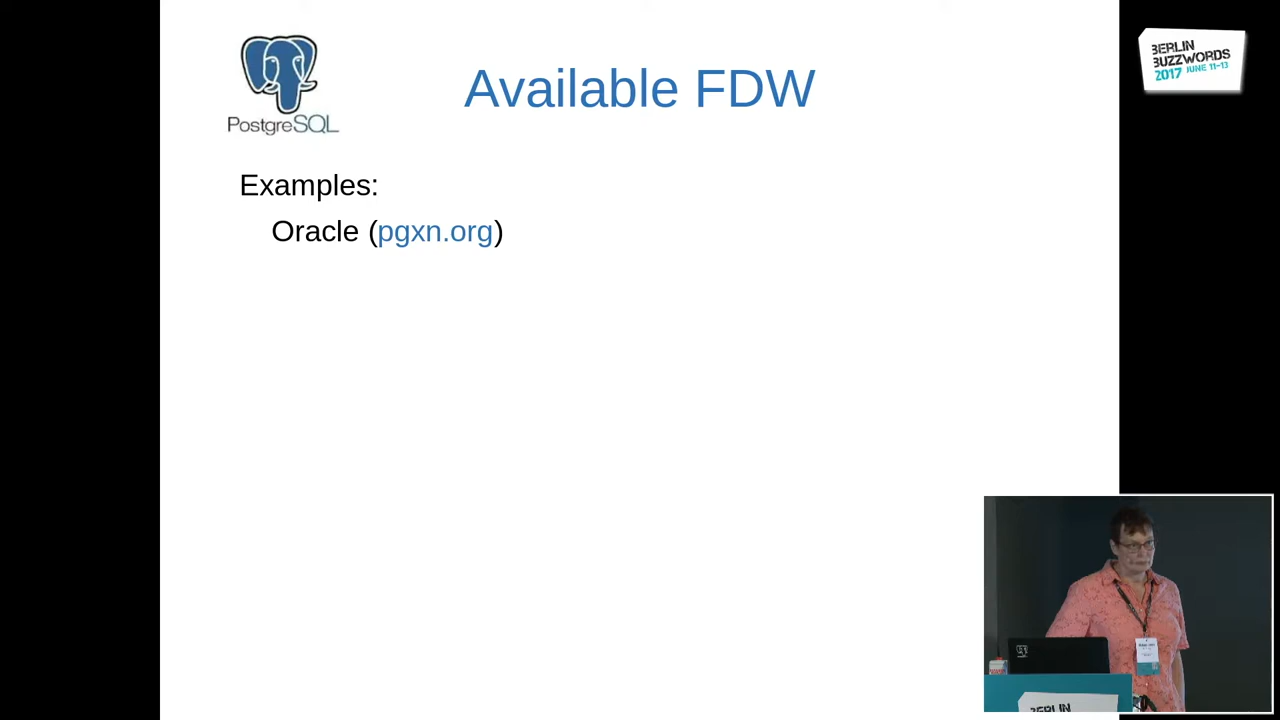 PostgreSQL
Available FDW
Examples:
Oracle (pgxn.org)
BERLIN
BUZZWORDS
2017 JUNE 11-13
BERLIN